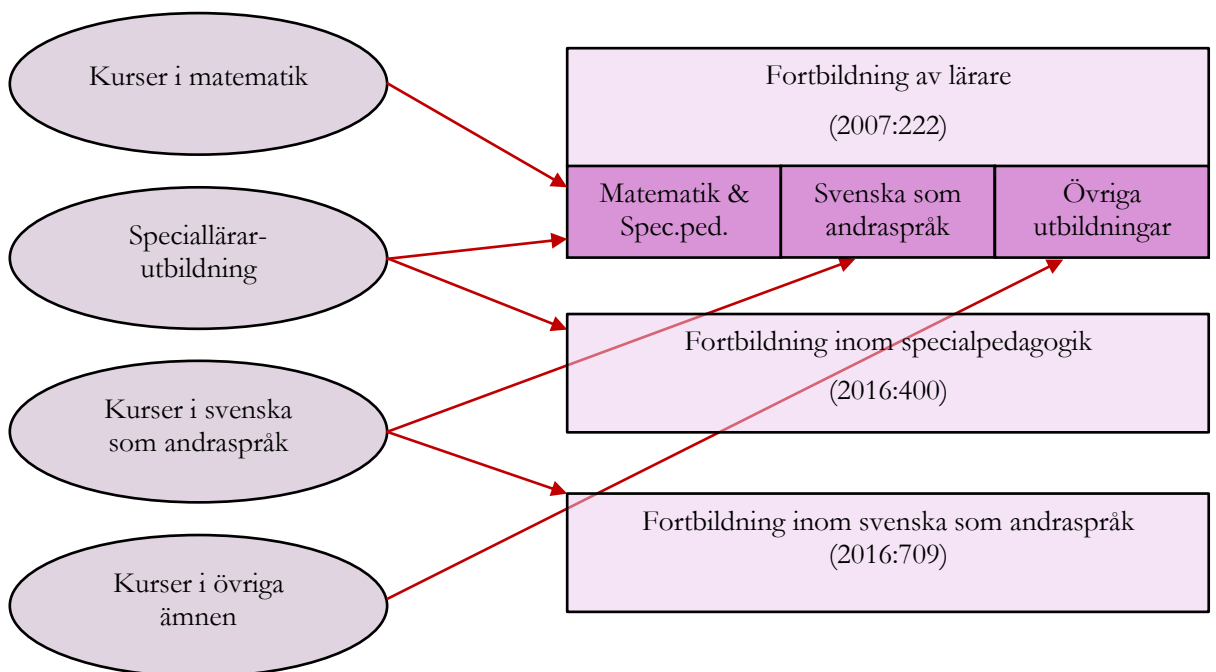 Kurser i matematik
Speciallärar-
utbildning
Kurser i svenska
som andraspråk
Kurser i övriga
ämnen
Fortbildning av lärare
(2007:222)
Matematik &
Spec.ped.
Svenska som
andraspråk
Övriga
utbildningar
Fortbildning inom specialpedagogik
(2016:400)
Fortbildning inom svenska som andraspråk
(2016:709)